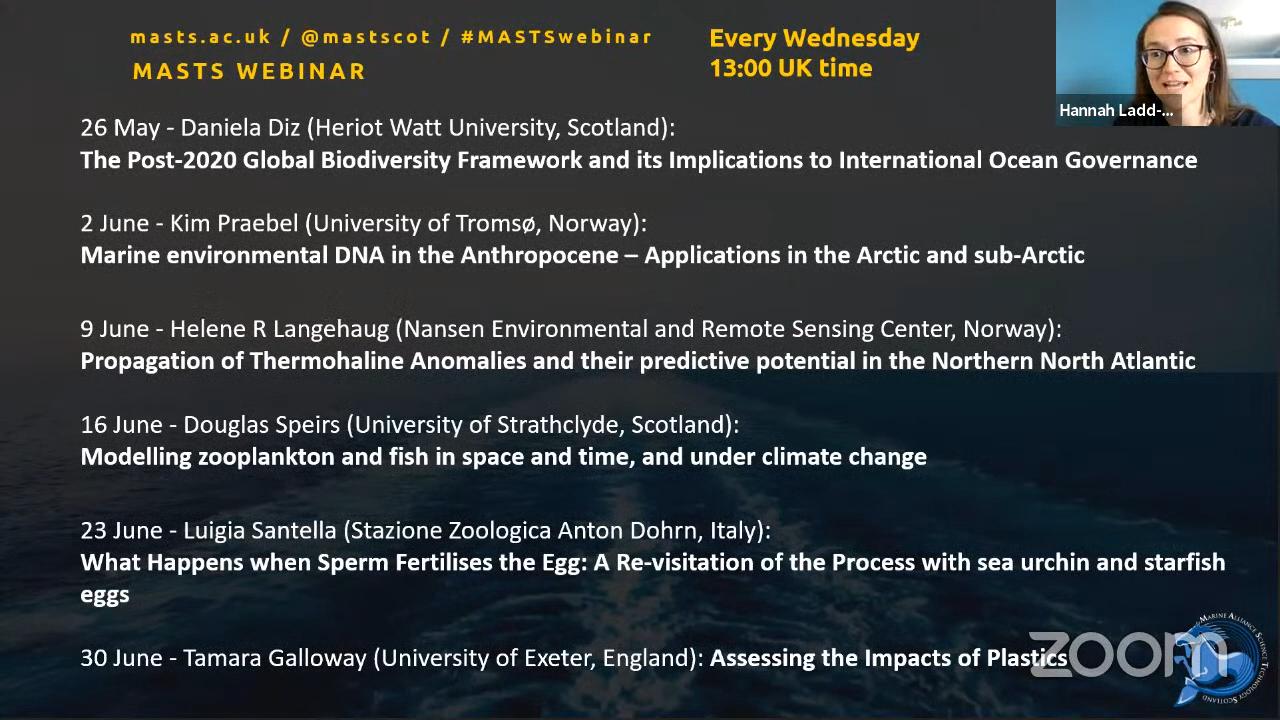 masts.ac.uk / @mastscot / #MASTSwebinar
MASTS WEBINAR
Every Wednesday
13:00 UK time
Hannah Ladd-...
26 May - Daniela Diz (Heriot Watt University, Scotland):
The Post-2020 Global Biodiversity Framework and its Implications to International Ocean Governance
2 June - Kim Praebel (University of Tromsø, Norway):
Marine environmental DNA in the Anthropocene – Applications in the Arctic and sub-Arctic
9 June - Helene R Langehaug (Nansen Environmental and Remote Sensing Center, Norway):
Propagation of Thermohaline Anomalies and their predictive potential in the Northern North Atlantic
16 June - Douglas Speirs (University of Strathclyde, Scotland):
Modelling zooplankton and fish in space and time, and under climate change
23 June - Luigia Santella (Stazione Zoologica Anton Dohrn, Italy):
What Happens when Sperm Fertilises the Egg: A Re-visitation of the Process with sea urchin and starfish
eggs
30 June - Tamara Galloway (University of Exeter, England): Assessing the Impacts of Plastics
zoom
Marine Alliance Science Technology Scotland